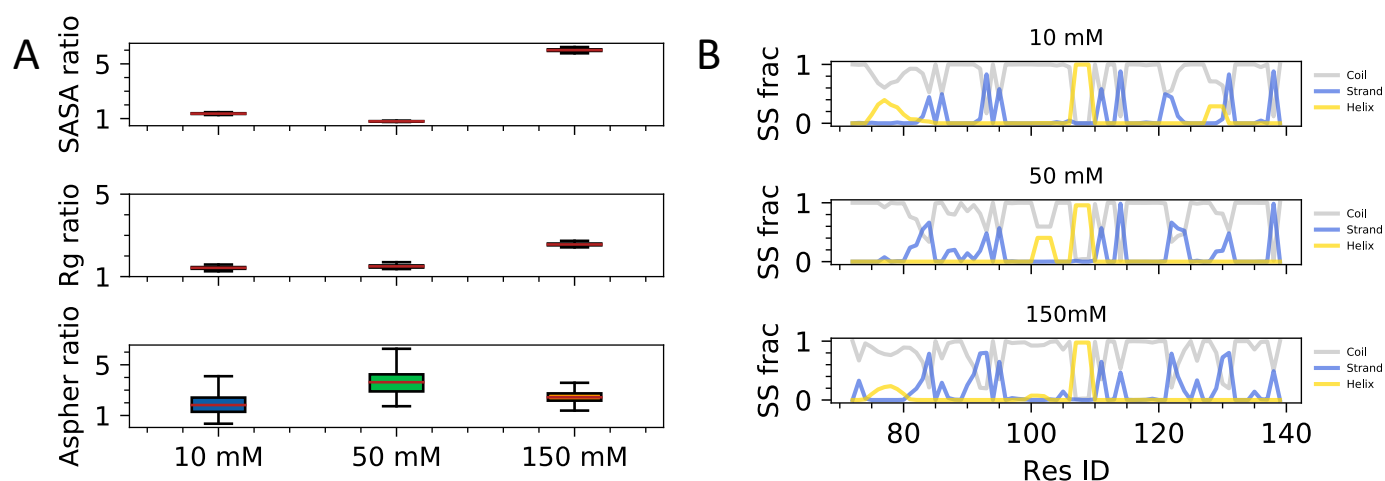 A
SASA ratio
5
1
Rg ratio
5
1
Aspher ratio
5
1
10 mM
50 mM
150 mM
B
10 mM
SS frac
1
0
Coil
Strand
Helix
50 mM
SS frac
1
0
Coil
Strand
Helix
150mM
SS frac
1
0
Coil
Strand
Helix
80
100
120
140
Res ID